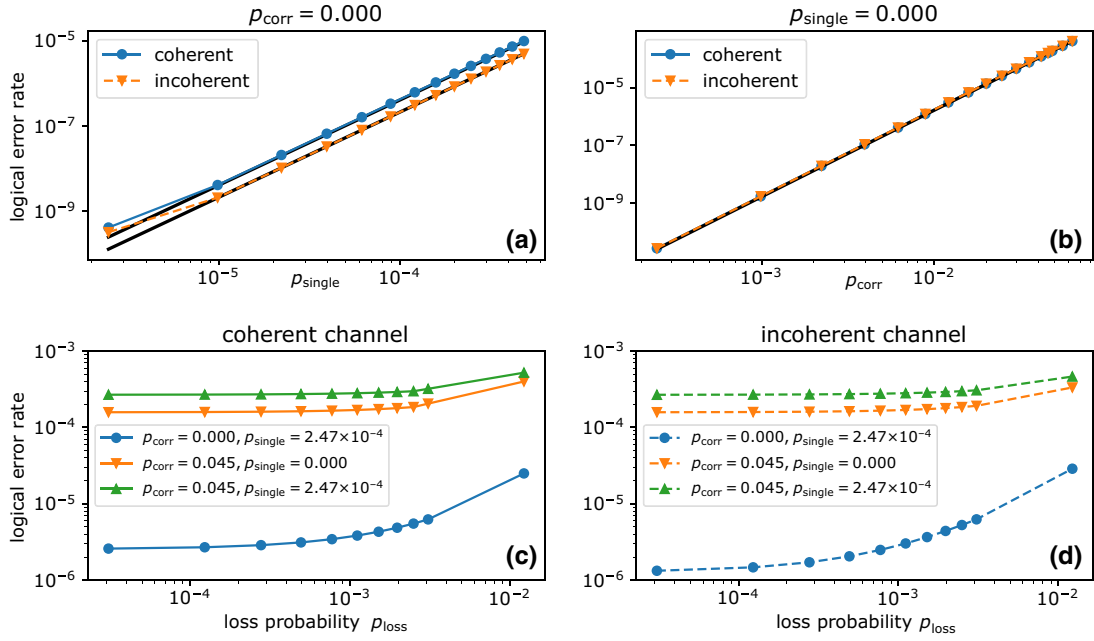 p_corr = 0.000
10⁻⁵
10⁻⁷
10⁻⁹
logical error rate
coherent
incoherent
(a)
10⁻⁵
10⁻⁴
p_single
p_single = 0.000
10⁻⁵
10⁻⁷
10⁻⁹
logical error rate
coherent
incoherent
(b)
10⁻³
10⁻²
p_corr
coherent channel
10⁻³
10⁻⁴
10⁻⁵
10⁻⁶
logical error rate
p_corr = 0.000, p_single = 2.47×10⁻⁴
p_corr = 0.045, p_single = 0.000
p_corr = 0.045, p_single = 2.47×10⁻⁴
(c)
10⁻⁴
10⁻³
10⁻²
loss probability p_loss
incoherent channel
10⁻³
10⁻⁴
10⁻⁵
10⁻⁶
logical error rate
p_corr = 0.000, p_single = 2.47×10⁻⁴
p_corr = 0.045, p_single = 0.000
p_corr = 0.045, p_single = 2.47×10⁻⁴
(d)
10⁻⁴
10⁻³
10⁻²
loss probability p_loss